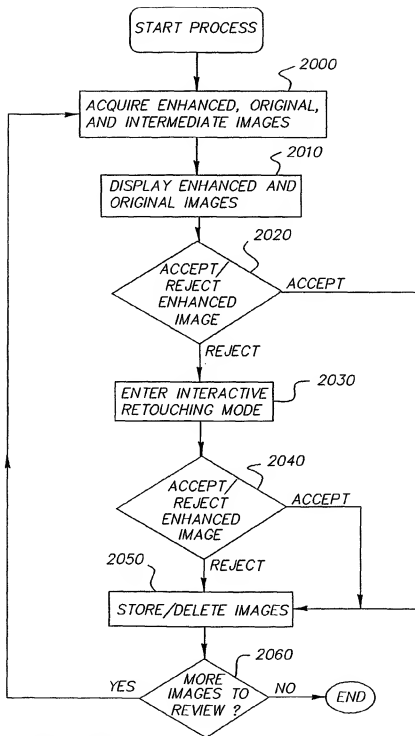 START PROCESS
2000
ACQUIRE ENHANCED, ORIGINAL,
AND INTERMEDIATE IMAGES
2010
DISPLAY ENHANCED AND
ORIGINAL IMAGES
2020
ACCEPT/
REJECT
ENHANCED
IMAGE
ACCEPT
REJECT
2030
ENTER INTERACTIVE
RETOUCHING MODE
2040
ACCEPT/
REJECT
ENHANCED
IMAGE
ACCEPT
REJECT
2050
STORE/DELETE IMAGES
2060
MORE
IMAGES TO
REVIEW ?
YES
NO
END